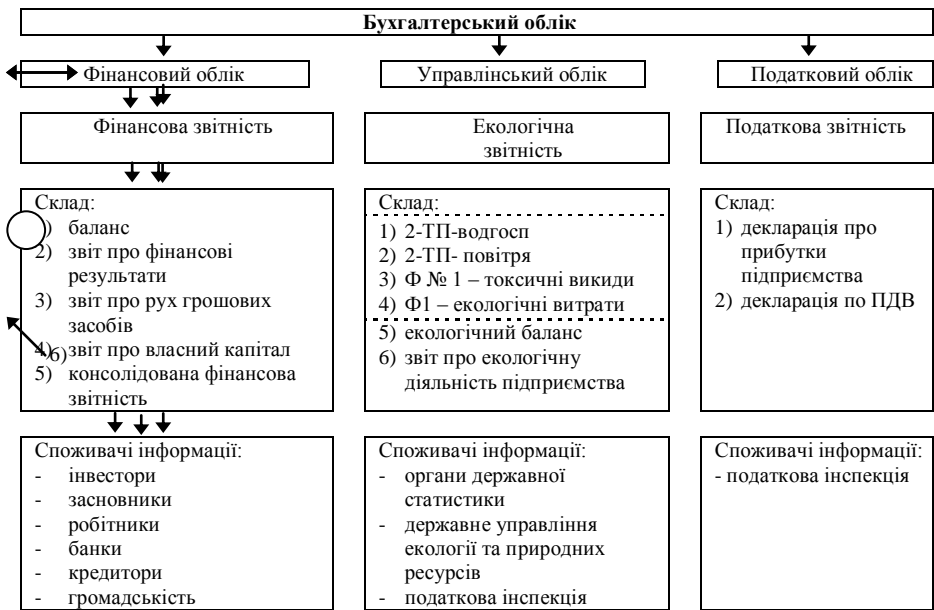 Бухгалтерський облік
Фінансовий облік
Управлінський облік
Податковий облік
Фінансова звітність
Екологічна
звітність
Податкова звітність
Склад:
) баланс
2) звіт про фінансові
результати
3) звіт про рух грошових
засобів
4) звіт про власний капітал
6)
5) консолідована фінансова
звітність
Склад:
1) 2-ТП-водгосп
2) 2-ТП- повітря
3) Ф № 1 – токсичні викиди
4) Ф1 – екологічні витрати
5) екологічний баланс
6) звіт про екологічну
діяльність підприємства
Склад:
1) декларація про
прибутки
підприємства
2) декларація по ПДВ
Споживачі інформації:
- інвестори
- засновники
- робітники
- банки
- кредитори
- громадськість
Споживачі інформації:
- органи державної
статистики
- державне управління
екології та природних
ресурсів
- податкова інспекція
Споживачі інформації:
- податкова інспекція